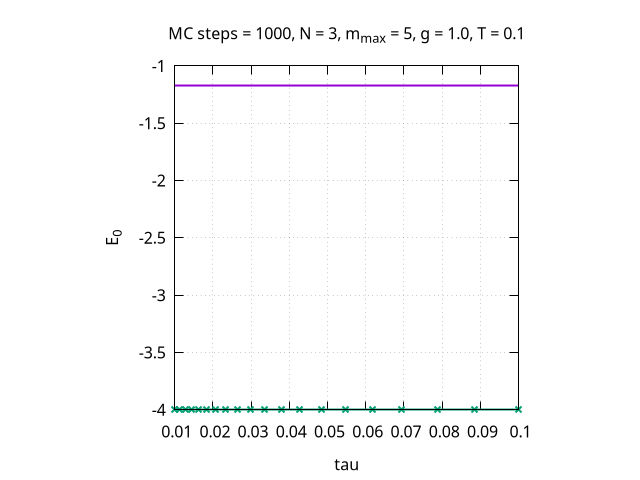 MC steps = 1000, N = 3, mmax = 5, g = 1.0, T = 0.1
-1
-1.5
-2
-2.5
-3
-3.5
-4
E0
0.01 0.02 0.03 0.04 0.05 0.06 0.07 0.08 0.09 0.1
tau